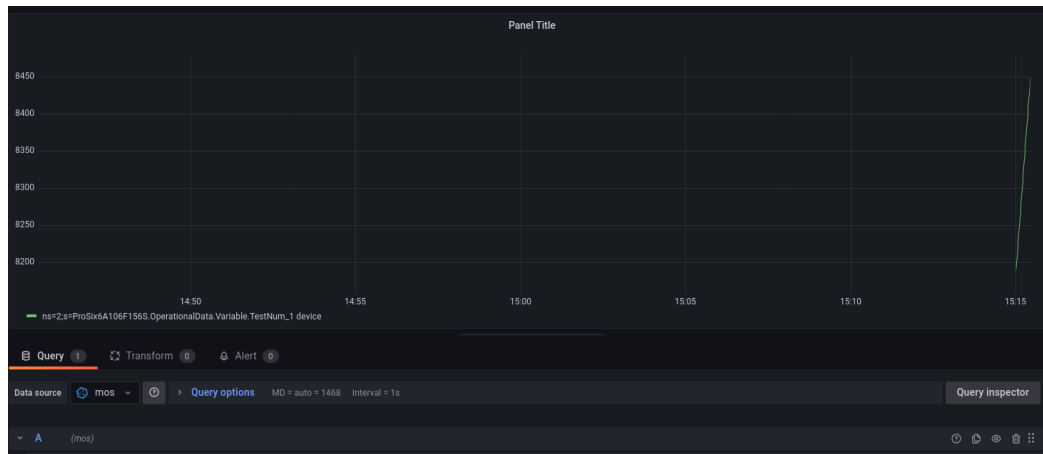 Panel Title
8450
8400
8350
8300
8250
8200
14:50 14:55 15:00 15:05 15:10 15:15
ns=2;s=ProSix6A106F156S.OperationalData.Variable.TestNum_1 device
Query 1 Transform 0 Alert 0
Data source mos Query options MD = auto = 1468 Interval = 1s Query inspector
A (mos)